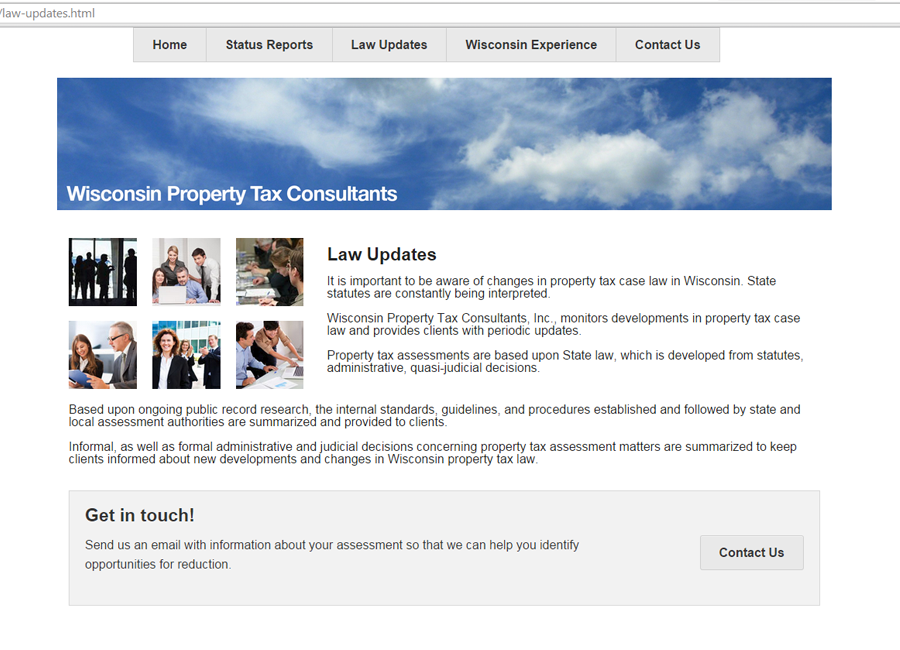 /law-updates.html
Home Status Reports Law Updates Wisconsin Experience Contact Us
Wisconsin Property Tax Consultants
Law Updates
It is important to be aware of changes in property tax case law in Wisconsin. State
statutes are constantly being interpreted.
Wisconsin Property Tax Consultants, Inc., monitors developments in property tax case
law and provides clients with periodic updates.
Property tax assessments are based upon State law, which is developed from statutes,
administrative, quasi-judicial decisions.
Based upon ongoing public record research, the internal standards, guidelines, and procedures established and followed by state and
local assessment authorities are summarized and provided to clients.
Informal, as well as formal administrative and judicial decisions concerning property tax assessment matters are summarized to keep
clients informed about new developments and changes in Wisconsin property tax law.
Get in touch!
Send us an email with information about your assessment so that we can help you identify
opportunities for reduction.
Contact Us